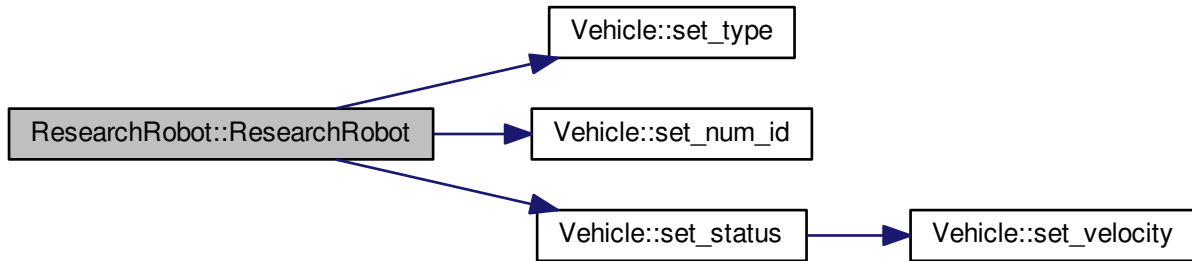 Vehicle::set_type
ResearchRobot::ResearchRobot
Vehicle::set_num_id
Vehicle::set_status
Vehicle::set_velocity